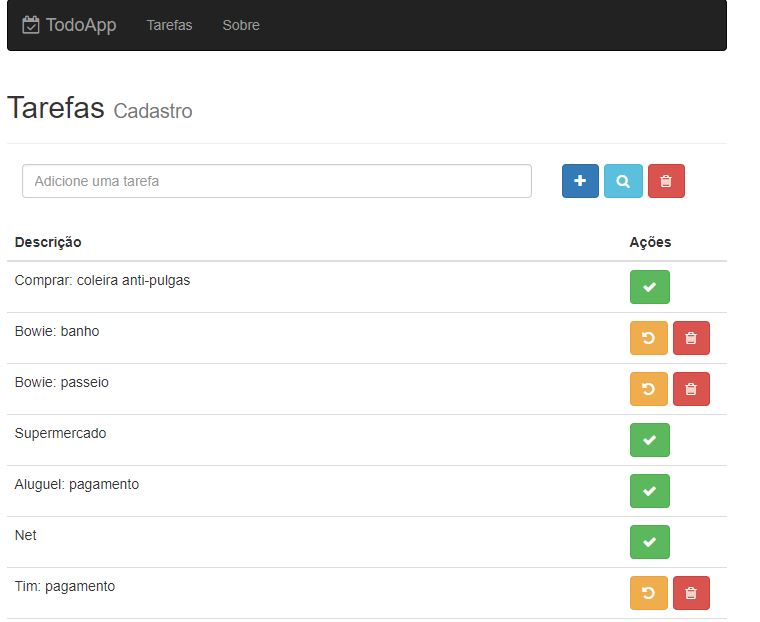 TodoApp Tarefas Sobre
Tarefas Cadastro
Adicione uma tarefa
Descrição Ações
Comprar: coleira anti-pulgas
Bowie: banho
Bowie: passeio
Supermercado
Aluguel: pagamento
Net
Tim: pagamento